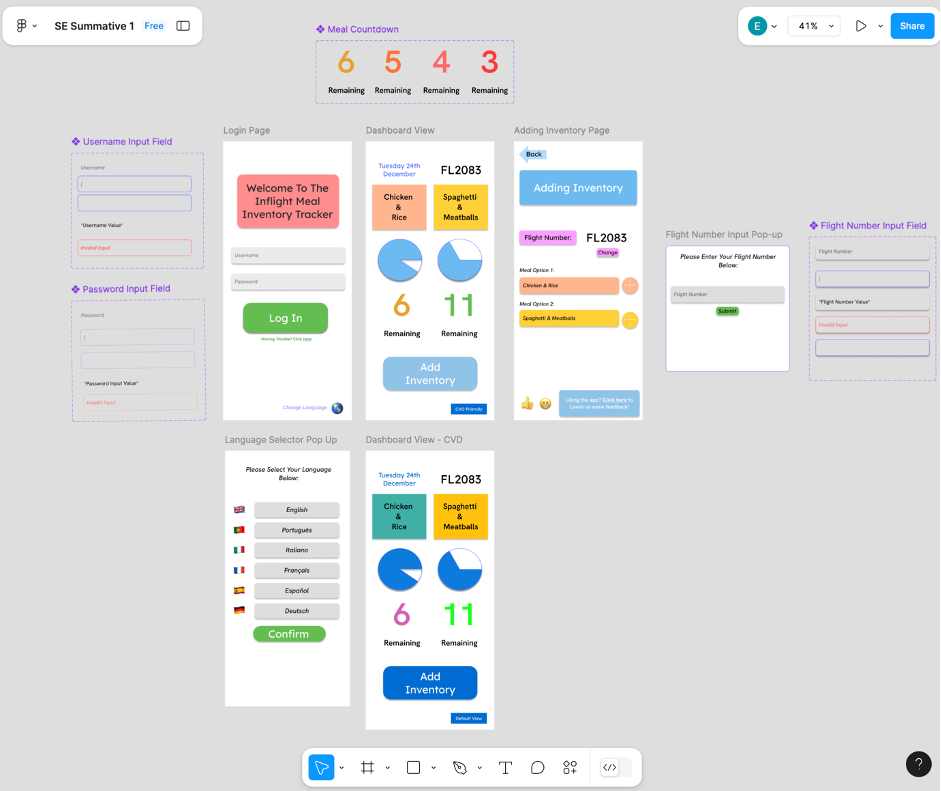 SE Summative 1 Free
E 41% Share
Meal Countdown
6 5 4 3
Remaining Remaining Remaining Remaining
Username Input Field
Username
|
"Username Value"
Invalid Input
Password Input Field
Password
|
"Password Input Value"
Invalid Input
Login Page
Welcome To The
Inflight Meal
Inventory Tracker
Username
Password
Log In
Having Trouble? Click here
Change Language
Dashboard View
Tuesday 24th
December
FL2083
Chicken
&
Rice
Spaghetti
&
Meatballs
6 11
Remaining Remaining
Add
Inventory
CVD Friendly
Adding Inventory Page
Back
Adding Inventory
Flight Number: FL2083
Change
Meal Option 1:
Chicken & Rice
Meal Option 2:
Spaghetti & Meatballs
Liking the app? Click here to
Leave us some feedback!
Flight Number Input Pop-up
Please Enter Your Flight Number
Below:
Flight Number
Submit
Flight Number Input Field
Flight Number
|
"Flight Number Value"
Invalid Input
Language Selector Pop Up
Please Select Your Language
Below:
English
Português
Italiano
Français
Español
Deutsch
Confirm
Dashboard View - CVD
Tuesday 24th
December
FL2083
Chicken
&
Rice
Spaghetti
&
Meatballs
6 11
Remaining Remaining
Add
Inventory
Default View
?